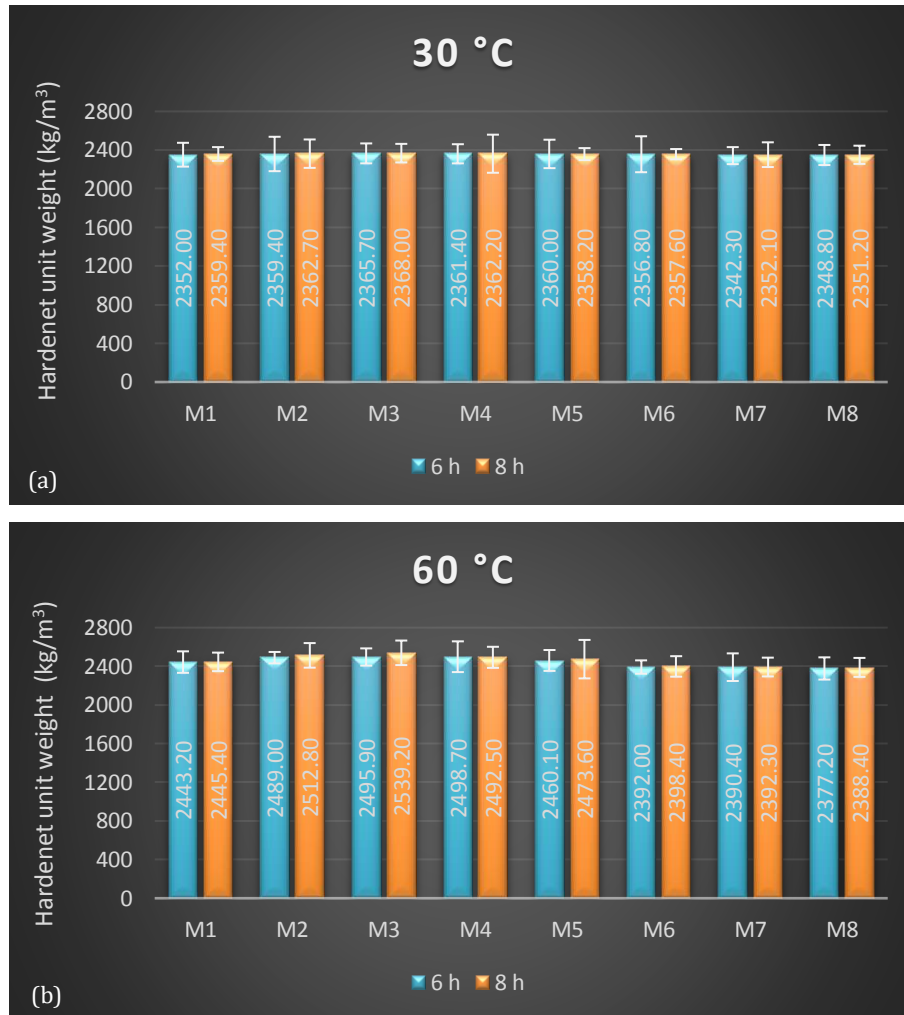 30 °C
Hardenet unit weight (kg/m³)
2800
2400
2000
1600
1200
800
400
0
2352.00 2359.40 2359.40 2362.70 2365.70 2368.00 2361.40 2362.20 2360.00 2358.20 2356.80 2357.60 2342.30 2352.10 2348.80 2351.20
M1 M2 M3 M4 M5 M6 M7 M8
6 h 8 h
(a)
60 °C
Hardenet unit weight (kg/m³)
2800
2400
2000
1600
1200
800
400
0
2443.20 2445.40 2489.00 2512.80 2495.90 2539.20 2498.70 2492.50 2460.10 2473.60 2392.00 2398.40 2390.40 2392.30 2377.20 2388.40
M1 M2 M3 M4 M5 M6 M7 M8
6 h 8 h
(b)